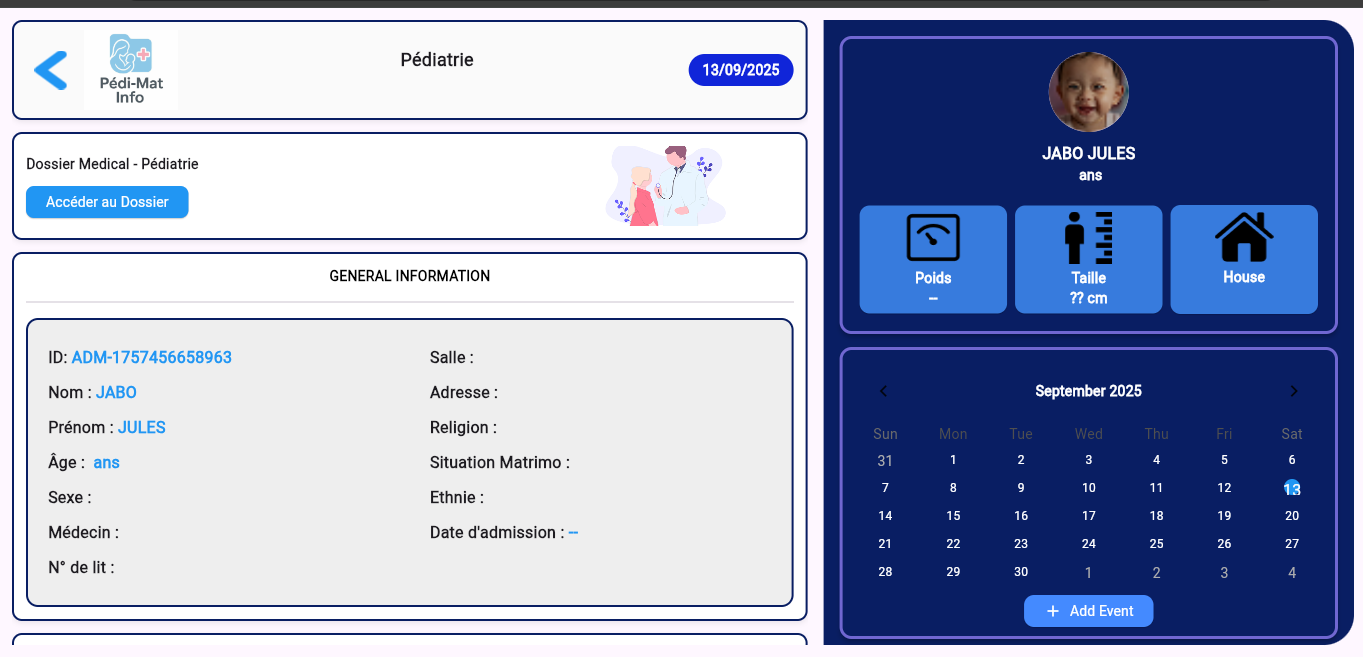 Pédi-Mat
Info
Pédiatrie
13/09/2025
Dossier Medical - Pédiatrie
Accéder au Dossier
GENERAL INFORMATION
ID: ADM-1757456658963
Nom : JABO
Prénom : JULES
Âge : ans
Sexe :
Médecin :
N° de lit :
Salle :
Adresse :
Religion :
Situation Matrimo :
Ethnie :
Date d'admission : --
JABO JULES
ans
Poids
--
Taille
?? cm
House
September 2025
Sun Mon Tue Wed Thu Fri Sat
31 1 2 3 4 5 6
7 8 9 10 11 12 13
14 15 16 17 18 19 20
21 22 23 24 25 26 27
28 29 30 1 2 3 4
+ Add Event